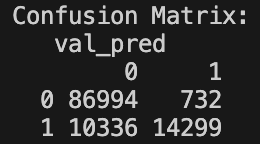 Confusion Matrix:
val_pred
0 1
0 86994 732
1 10336 14299